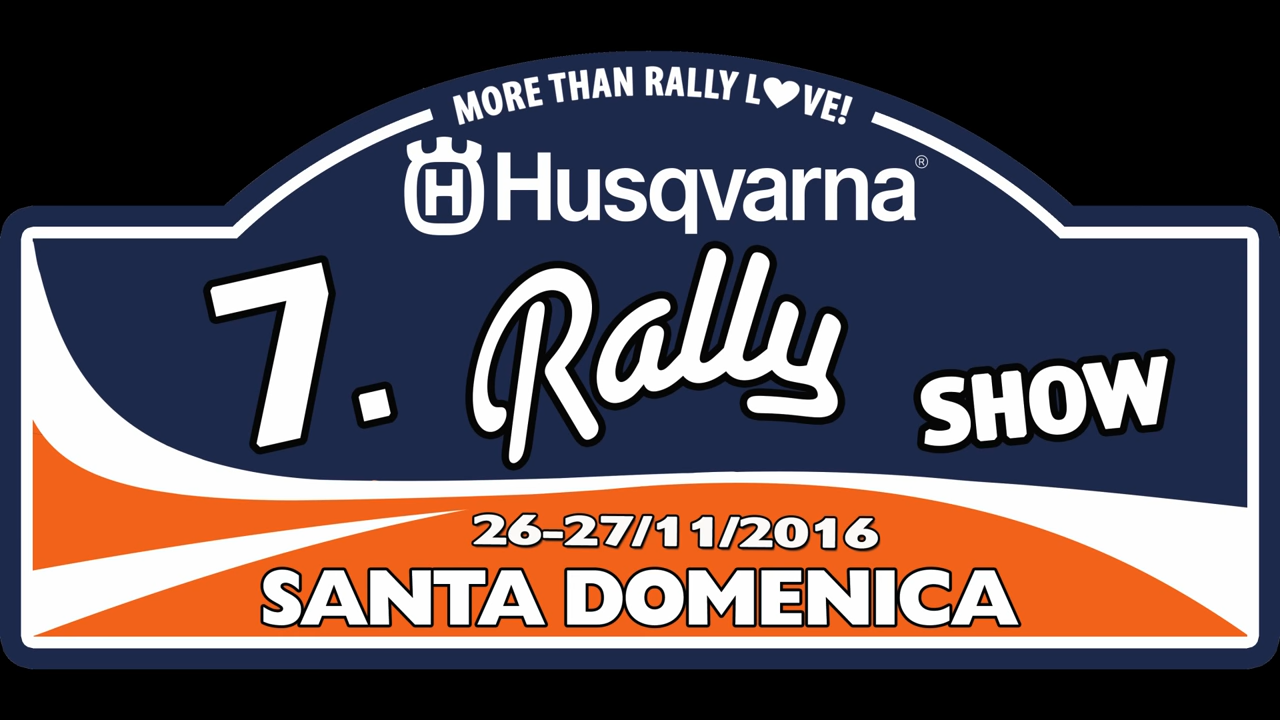 MORE THAN RALLY L♥VE!
H Husqvarna®
7. Rally SHOW
26-27/11/2016
SANTA DOMENICA